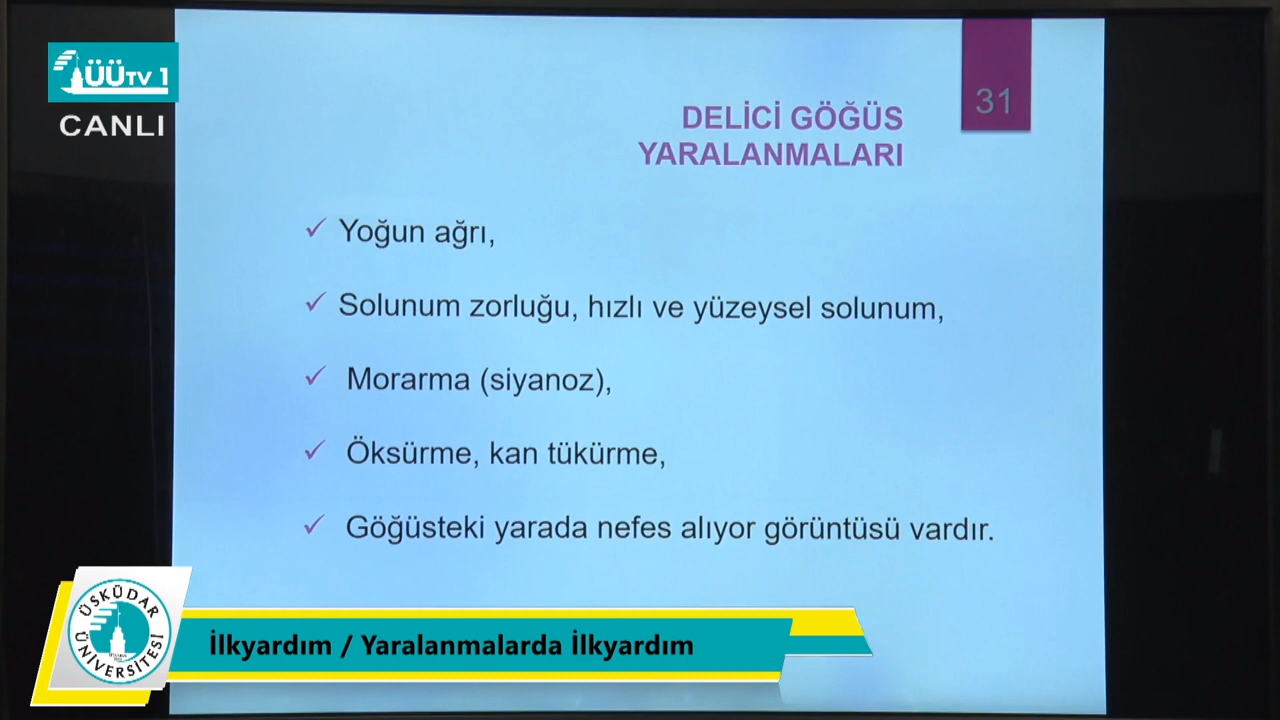 ÜÜTV 1
CANLI
31
DELİCİ GÖĞÜS
YARALANMALARI
✓ Yoğun ağrı,
✓ Solunum zorluğu, hızlı ve yüzeysel solunum,
✓ Morarma (siyanoz),
✓ Öksürme, kan tükürme,
✓ Göğüsteki yarada nefes alıyor görüntüsü vardır.
ÜSKÜDAR
ÜNİVERSİTESİ
İlkyardım / Yaralanmalarda İlkyardım